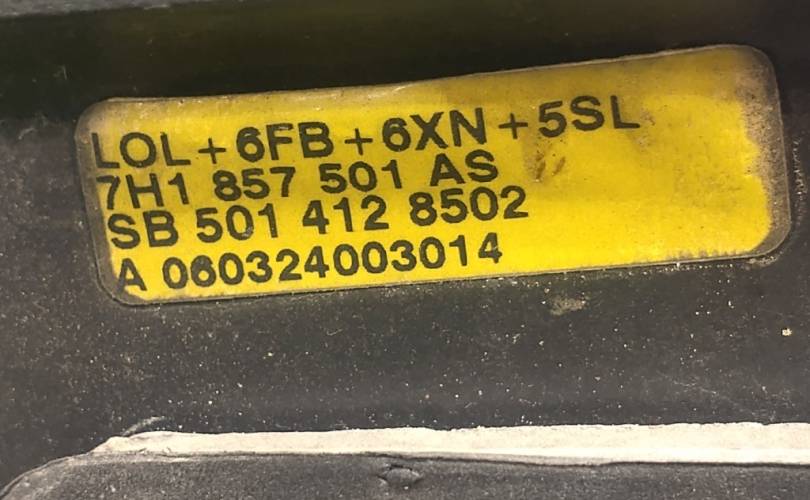 LOL+6FB+6XN+5SL
7H1 857 501 AS
SB 501 412 8502
A 060324003014